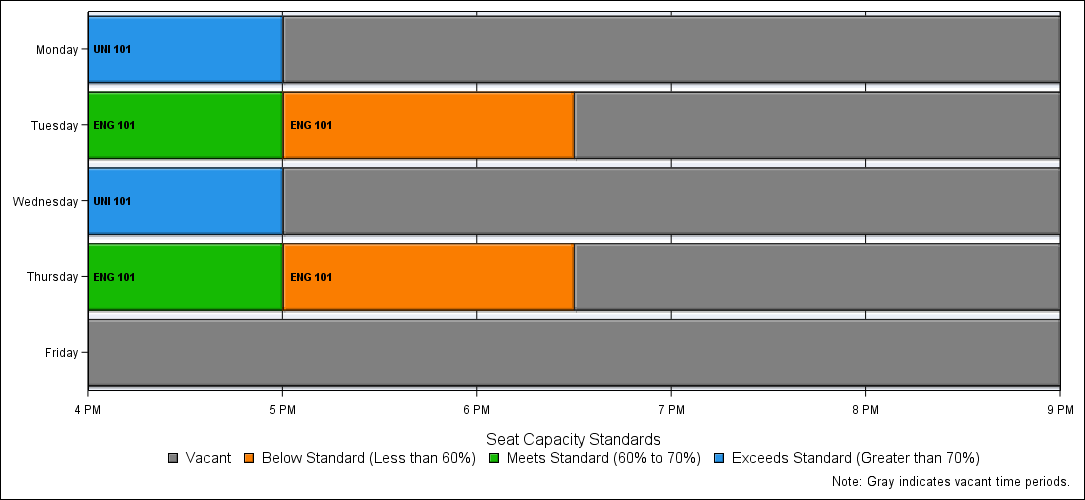 Monday
UNI 101
Tuesday
ENG 101 ENG 101
Wednesday
UNI 101
Thursday
ENG 101 ENG 101
Friday
4 PM 5 PM 6 PM 7 PM 8 PM 9 PM
Seat Capacity Standards
Vacant Below Standard (Less than 60%) Meets Standard (60% to 70%) Exceeds Standard (Greater than 70%)
Note: Gray indicates vacant time periods.